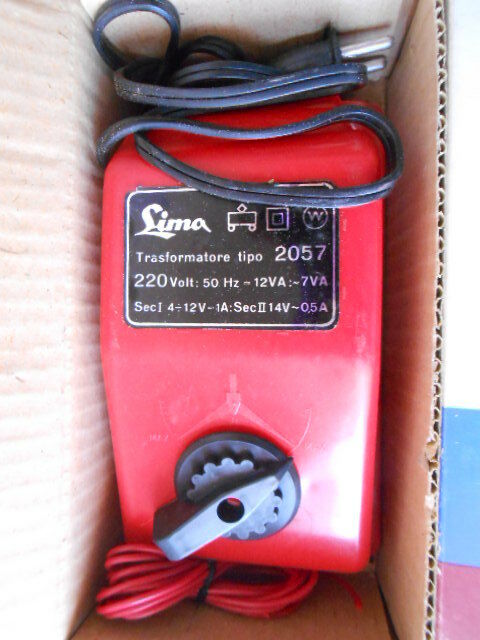 Lima W
Trasformatore tipo 2057
220 Volt: 50 Hz ~ 12VA: ~7VA
Sec I 4÷12V-1A: Sec II 14V~0,5A